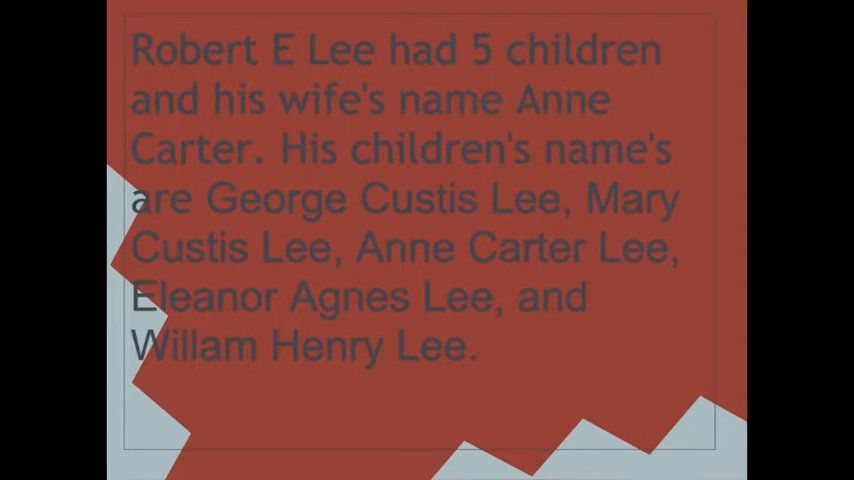 Robert E Lee had 5 children
and his wife's name Anne
Carter. His children's name's
are George Custis Lee, Mary
Custis Lee, Anne Carter Lee,
Eleanor Agnes Lee, and
Willam Henry Lee.